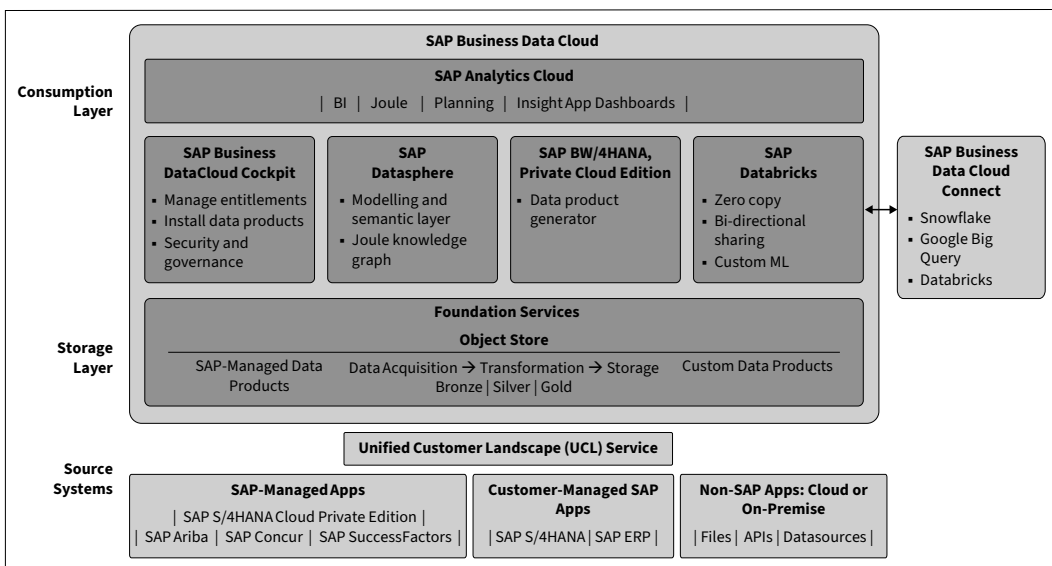 SAP Business Data Cloud
Consumption
Layer
SAP Analytics Cloud
| BI | Joule | Planning | Insight App Dashboards |
SAP Business
DataCloud Cockpit
▪ Manage entitlements
▪ Install data products
▪ Security and
governance
SAP
Datasphere
▪ Modelling and
semantic layer
▪ Joule knowledge
graph
SAP BW/4HANA,
Private Cloud Edition
▪ Data product
generator
SAP
Databricks
▪ Zero copy
▪ Bi-directional
sharing
▪ Custom ML
SAP Business
Data Cloud
Connect
▪ Snowflake
▪ Google Big
Query
▪ Databricks
Storage
Layer
Foundation Services
Object Store
SAP-Managed Data
Products
Data Acquisition → Transformation → Storage
Bronze | Silver | Gold
Custom Data Products
Unified Customer Landscape (UCL) Service
Source
Systems
SAP-Managed Apps
| SAP S/4HANA Cloud Private Edition |
| SAP Ariba | SAP Concur | SAP SuccessFactors |
Customer-Managed SAP
Apps
| SAP S/4HANA | SAP ERP |
Non-SAP Apps: Cloud or
On-Premise
| Files | APIs | Datasources |